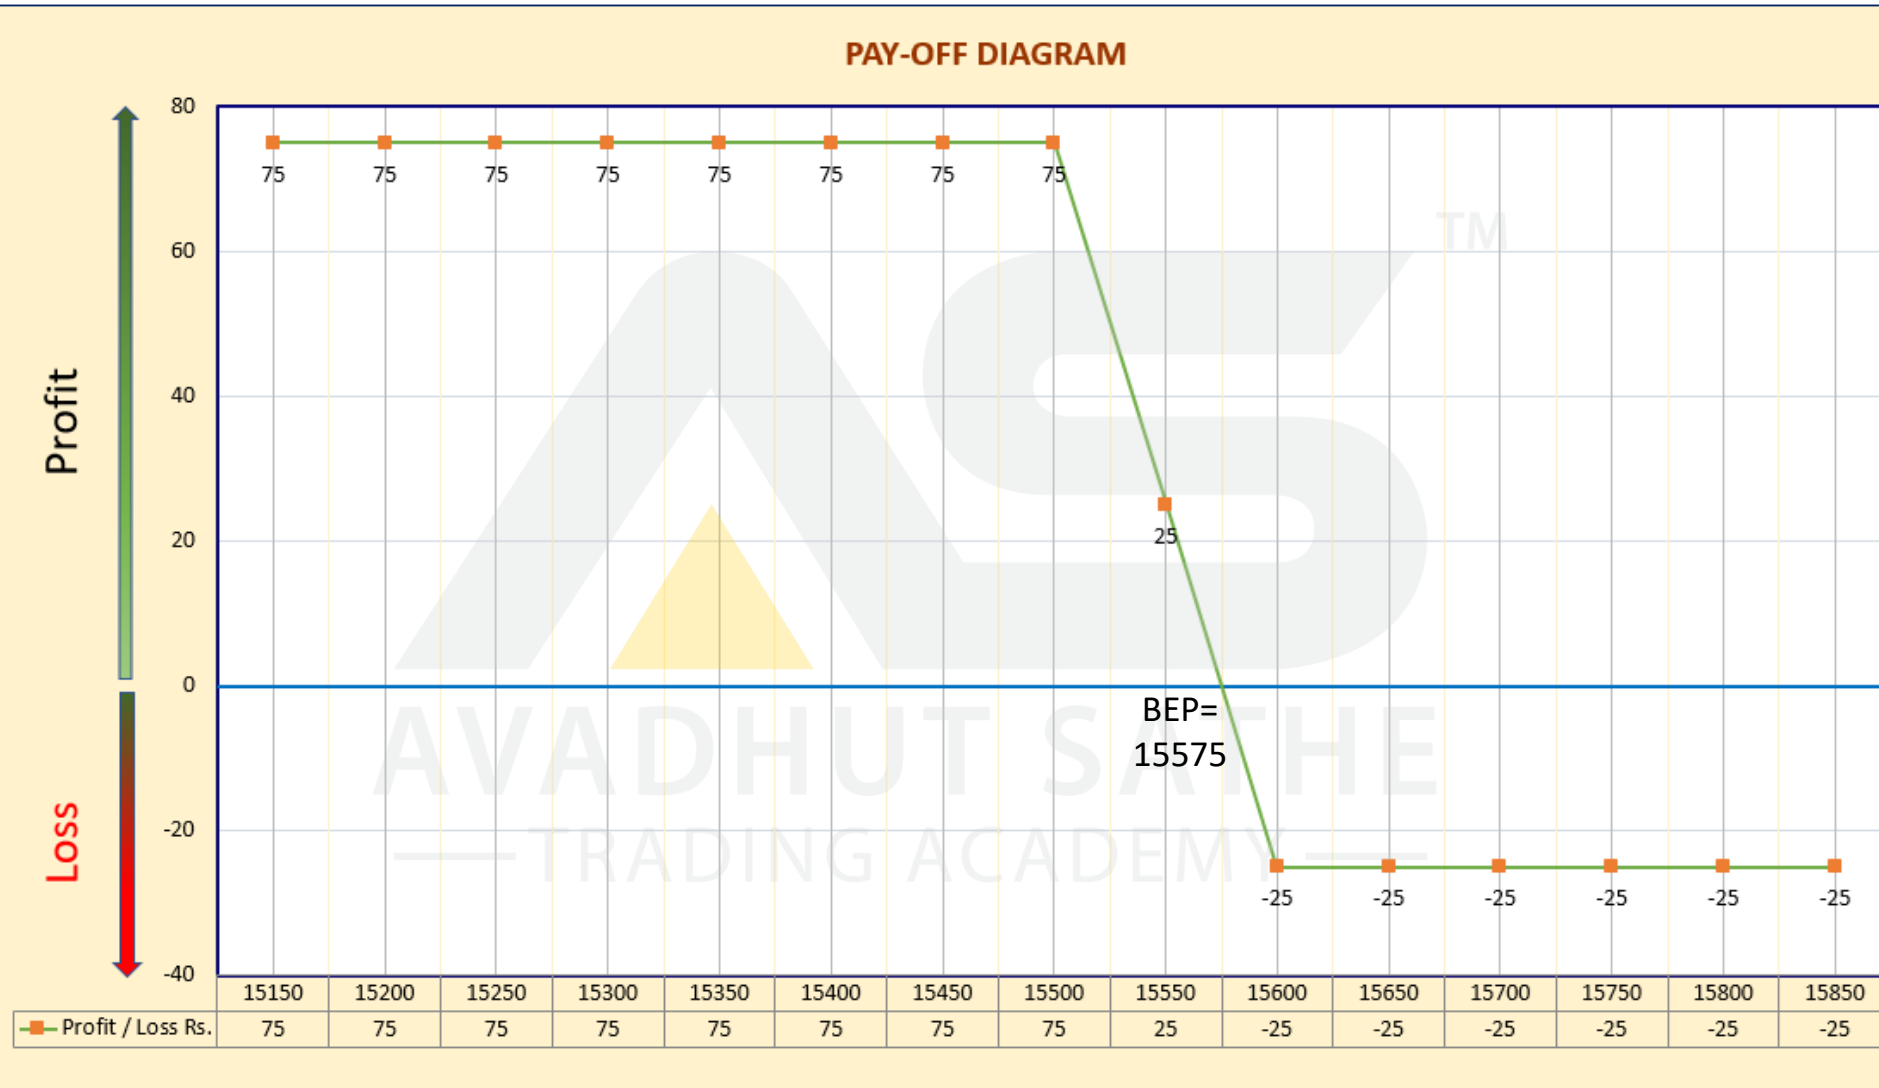 PAY-OFF DIAGRAM
80
60
40
20
0
-20
-40
Profit
Loss
75 75 75 75 75 75 75 75
25
BEP=
15575
-25 -25 -25 -25 -25 -25
TM
AVADHUT SATHE
TRADING ACADEMY
15150 15200 15250 15300 15350 15400 15450 15500 15550 15600 15650 15700 15750 15800 15850
Profit / Loss Rs. 75 75 75 75 75 75 75 75 25 -25 -25 -25 -25 -25 -25